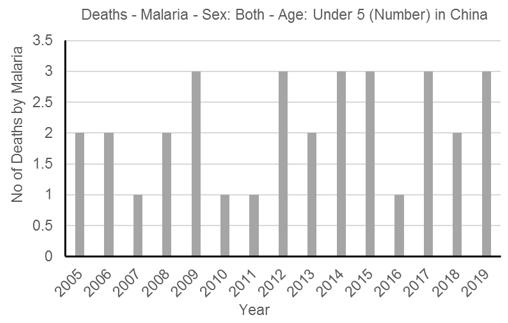 Deaths - Malaria - Sex: Both - Age: Under 5 (Number) in China
No of Deaths by Malaria
3.5
3
2.5
2
1.5
1
0.5
0
2005 2006 2007 2008 2009 2010 2011 2012 2013 2014 2015 2016 2017 2018 2019
Year